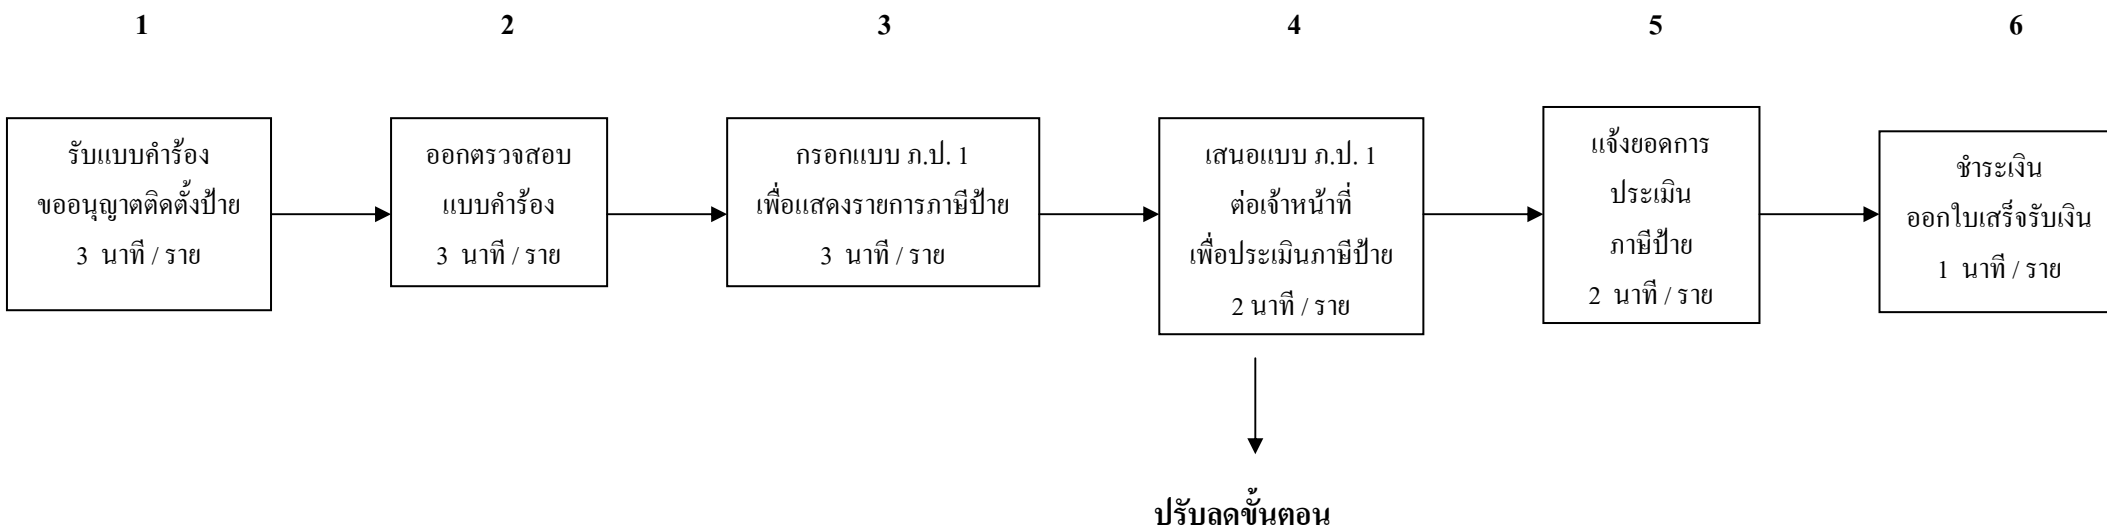 1 2 3 4 5 6
รับแบบคำร้อง
ขออนุญาตติดตั้งป้าย
3 นาที / ราย
ออกตรวจสอบ
แบบคำร้อง
3 นาที / ราย
กรอกแบบ ภ.ป. 1
เพื่อแสดงรายการภาษีป้าย
3 นาที / ราย
เสนอแบบ ภ.ป. 1
ต่อเจ้าหน้าที่
เพื่อประเมินภาษีป้าย
2 นาที / ราย
แจ้งยอดการ
ประเมิน
ภาษีป้าย
2 นาที / ราย
ชำระเงิน
ออกใบเสร็จรับเงิน
1 นาที / ราย
ปรับลดขั้นตอน